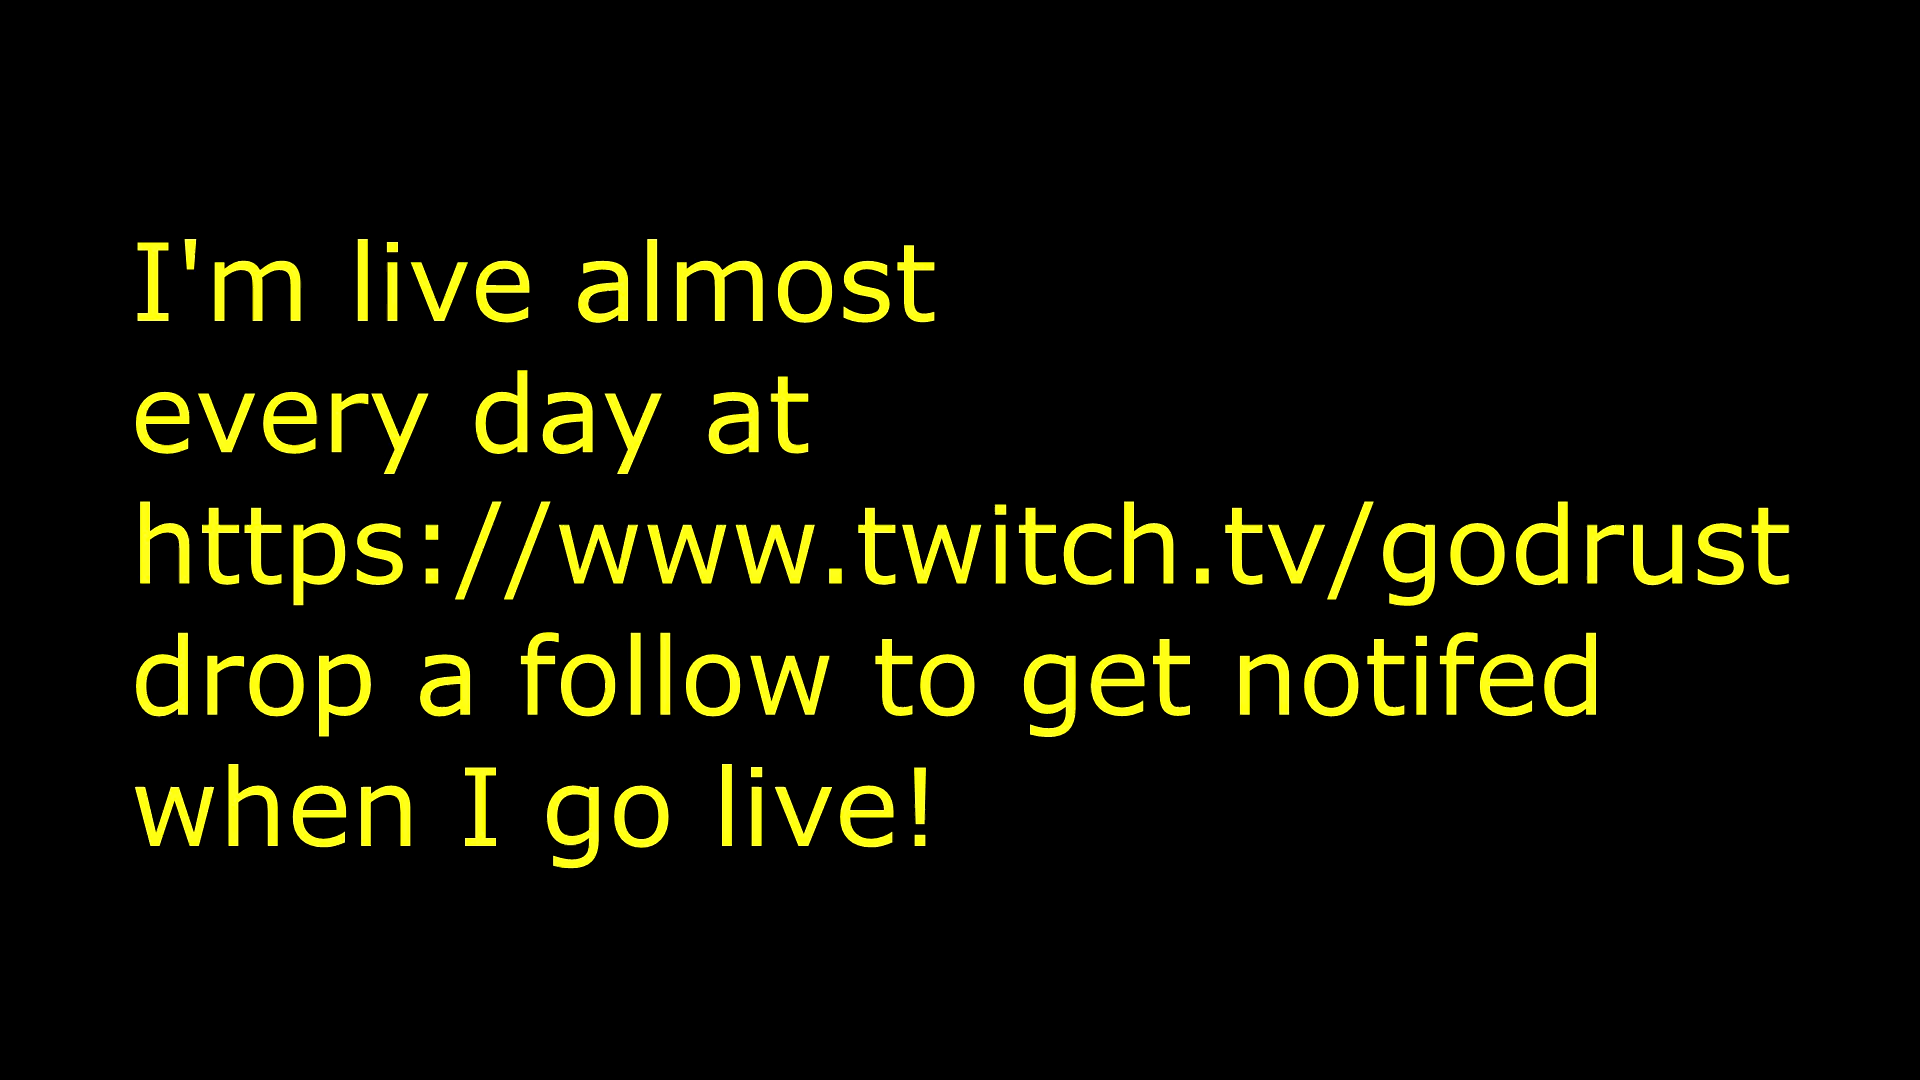 I'm live almost
every day at
https://www.twitch.tv/godrust
drop a follow to get notifed
when I go live!